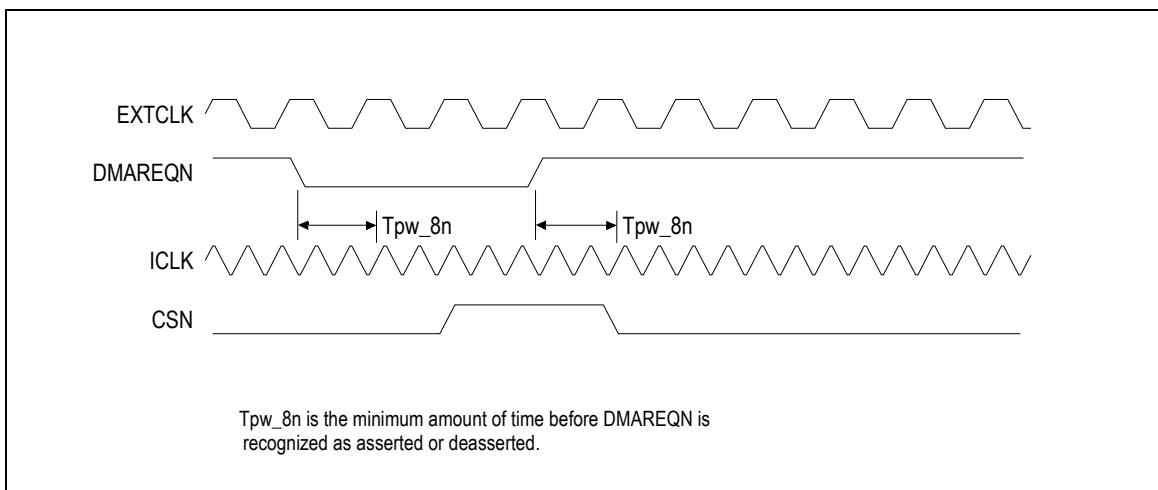 EXTCLK
DMAREQN
Tpw_8n Tpw_8n
ICLK
CSN
Tpw_8n is the minimum amount of time before DMAREQN is
recognized as asserted or deasserted.